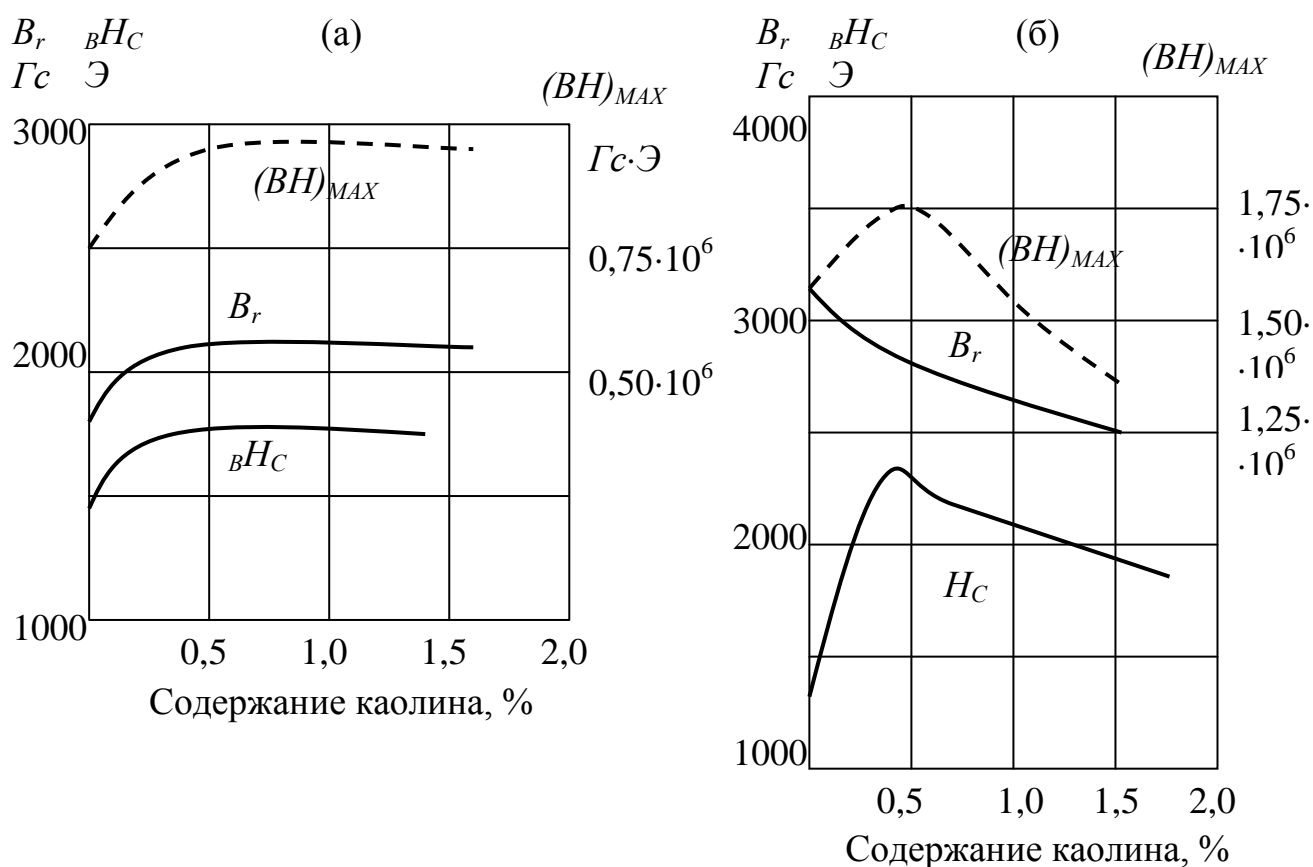 B_r _BH_C (а)
Гс Э (BH)_MAX
3000
Гс·Э
(BH)_MAX
0,75·10⁶
B_r
2000
0,50·10⁶
_BH_C
1000
0,5 1,0 1,5 2,0
Содержание каолина, %
B_r _BH_C (б)
Гс Э (BH)_MAX
4000
1,75·
·10⁶
(BH)_MAX
3000
1,50·
·10⁶
B_r
1,25·
·10⁶
2000
H_C
1000
0,5 1,0 1,5 2,0
Содержание каолина, %